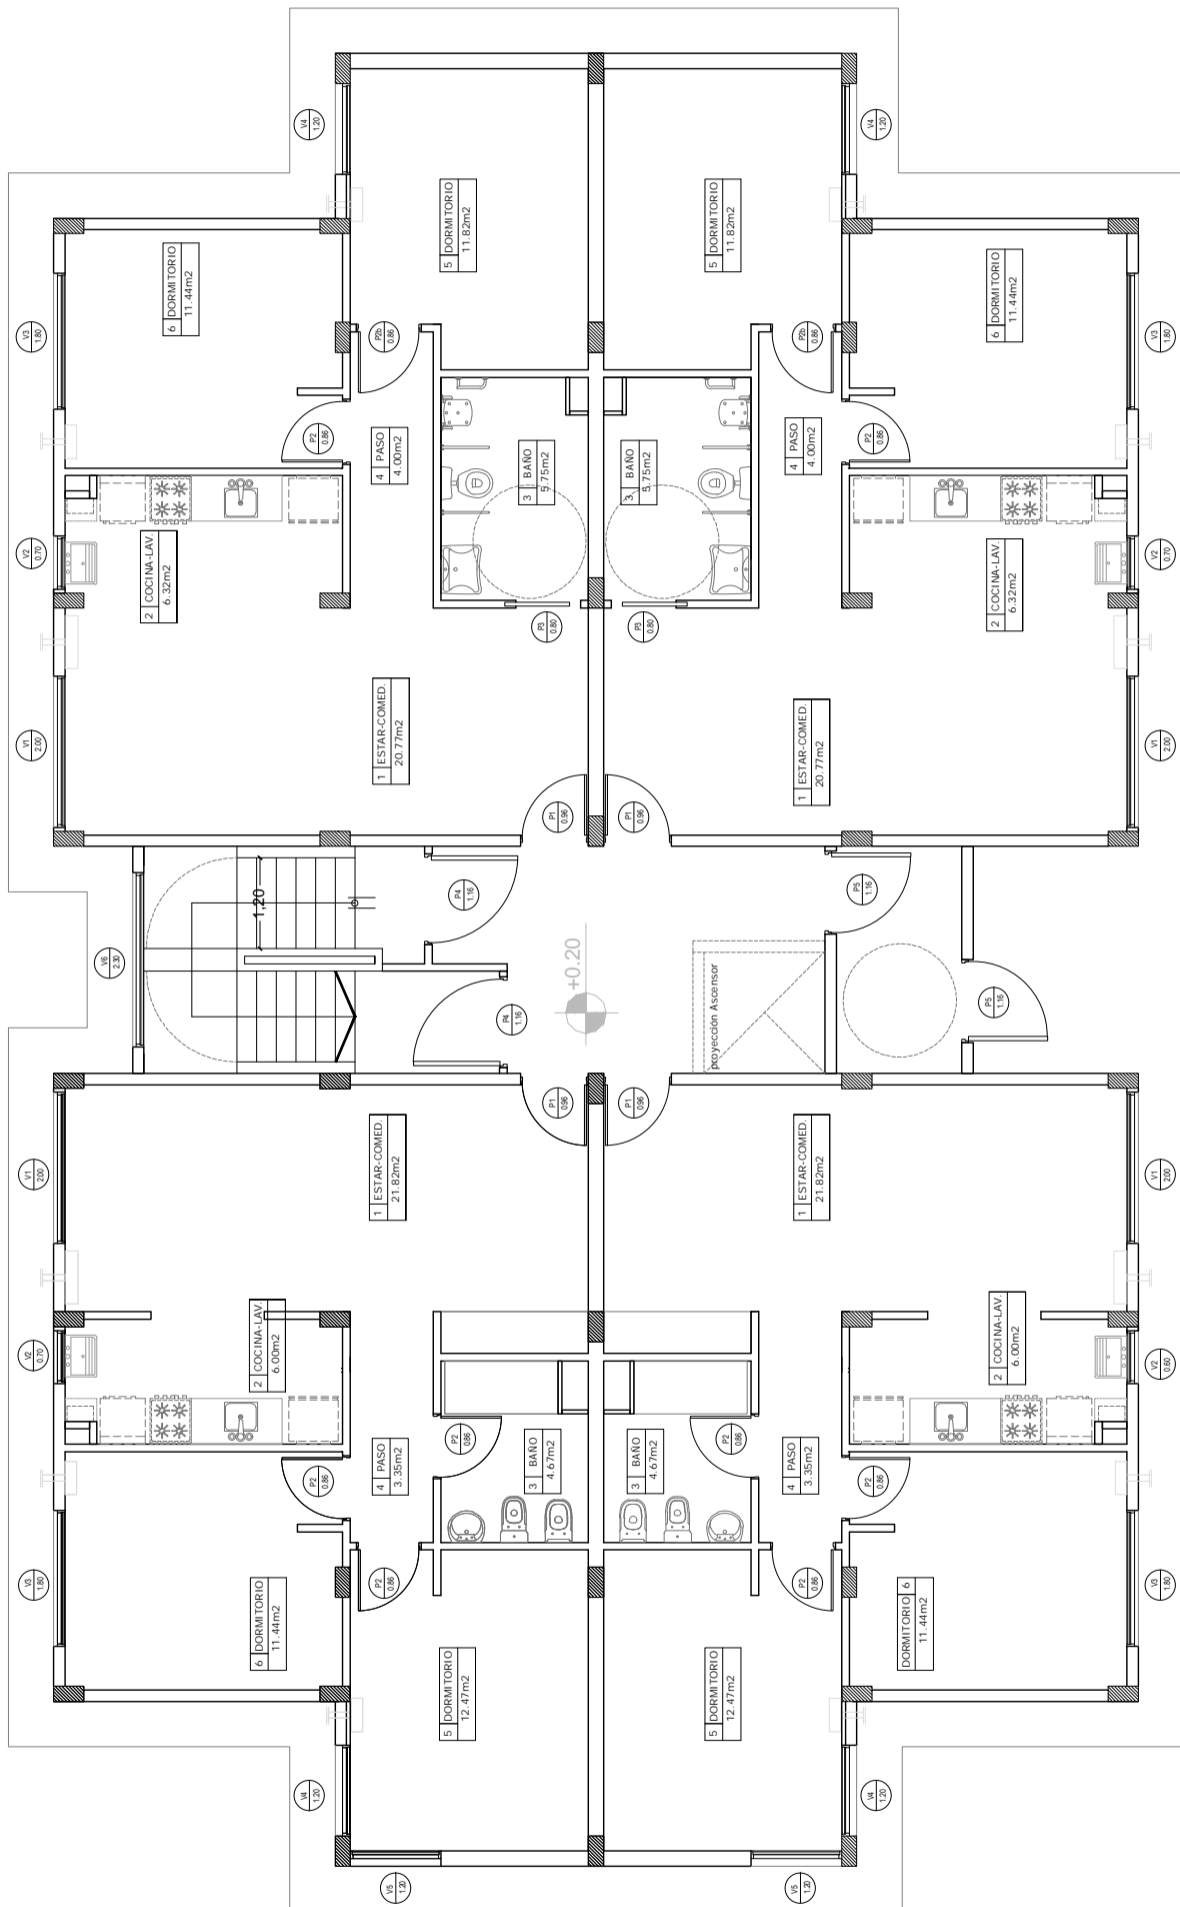 V4
1.20
V4
1.20
5 DORMITORIO
11.82m2
5 DORMITORIO
11.82m2
6 DORMITORIO
11.44m2
6 DORMITORIO
11.44m2
V3
1.80
P2b
0.86
P2b
0.86
V3
1.80
P2
0.86
4 PASO
4.00m2
3 BAÑO
5.75m2
3 BAÑO
5.75m2
4 PASO
4.00m2
P2
0.86
V2
0.70
2 COCINA-LAV.
6.32m2
2 COCINA-LAV.
6.32m2
V2
0.70
P3
0.80
P3
0.80
V1
2.00
1 ESTAR-COMED.
20.77m2
1 ESTAR-COMED.
20.77m2
V1
2.00
P1
0.96
P1
0.96
1,20
P4
1.16
P5
1.16
V6
2.30
+0.20
P4
1.16
proyección Ascensor
P5
1.16
P1
0.96
P1
0.96
V1
2.00
1 ESTAR-COMED.
21.82m2
1 ESTAR-COMED.
21.82m2
V1
2.00
V2
0.70
2 COCINA-LAV.
6.00m2
2 COCINA-LAV.
6.00m2
V2
0.60
P2
0.86
P2
0.86
P2
0.86
4 PASO
3.35m2
3 BAÑO
4.67m2
3 BAÑO
4.67m2
4 PASO
3.35m2
P2
0.86
V3
1.80
P2
0.86
P2
0.86
V3
1.80
6 DORMITORIO
11.44m2
DORMITORIO 6
11.44m2
5 DORMITORIO
12.47m2
5 DORMITORIO
12.47m2
V4
1.20
V4
1.20
V5
1.20
V5
1.20